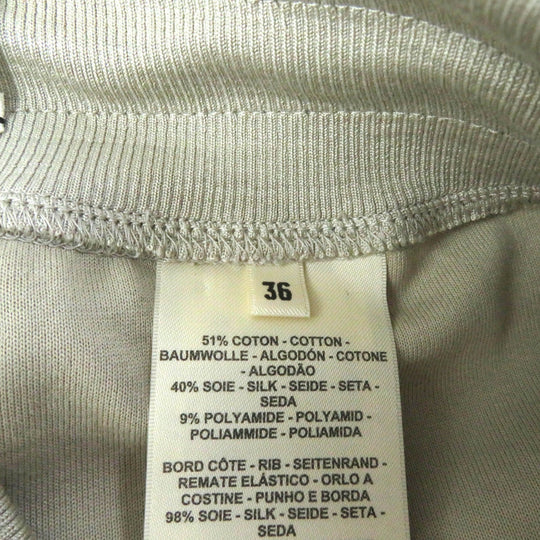 36
51% COTON - COTTON -
BAUMWOLLE - ALGODÓN - COTONE
- ALGODÃO
40% SOIE - SILK - SEIDE - SETA -
SEDA
9% POLYAMIDE - POLYAMID -
POLIAMMIDE - POLIAMIDA
BORD CÔTE - RIB - SEITENRAND -
REMATE ELÁSTICO - ORLO A
COSTINE - PUNHO E BORDA
98% SOIE - SILK - SEIDE - SETA -
SEDA